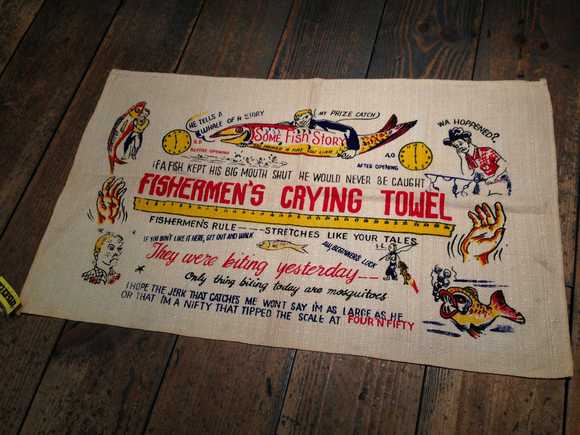 HE TELLS A
WHALE OF A STORY
MY PRIZE CATCH
WA HOPPENED?
SOME FISH STORY
BEFORE OPENING
A.O
AFTER OPENING
IF A FISH KEPT HIS BIG MOUTH SHUT HE WOULD NEVER BE CAUGHT
FISHERMEN'S CRYING TOWEL
FISHERMEN'S RULE STRETCHES LIKE YOUR TALES
IF YOU DON'T LIKE IT HERE, GET OUT AND WALK
BEGINNERS LUCK
They were biting yesterday
Only thing biting today are mosquitoes
I HOPE THE JERK THAT CATCHES ME WON'T SAY I'M AS LARGE AS HE
OR THAT I'M A NIFTY THAT TIPPED THE SCALE AT FOUR'N'FIFTY